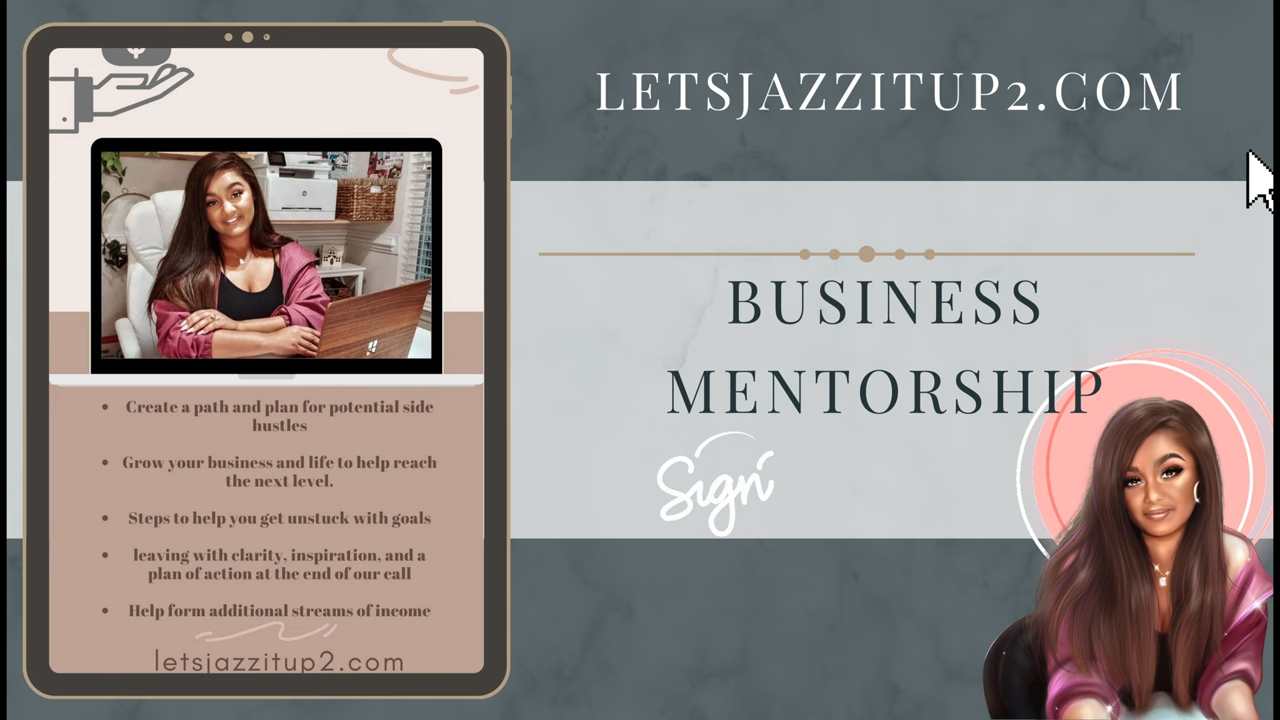 LETSJAZZITUP2.COM
BUSINESS
MENTORSHIP
Sign
• Create a path and plan for potential side
hustles
• Grow your business and life to help reach
the next level.
• Steps to help you get unstuck with goals
• leaving with clarity, inspiration, and a
plan of action at the end of our call
• Help form additional streams of income
letsjazzitup2.com